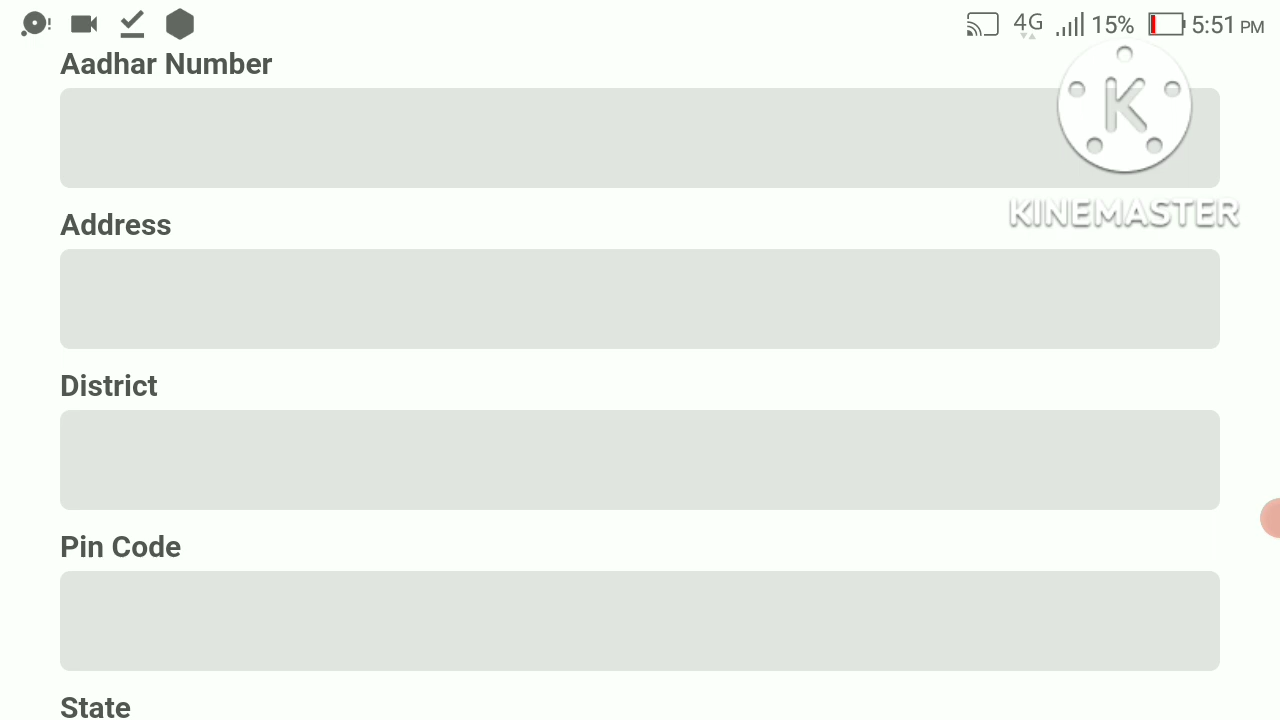 4G 15% 5:51 PM
Aadhar Number
K
KINEMASTER
Address
District
Pin Code
State